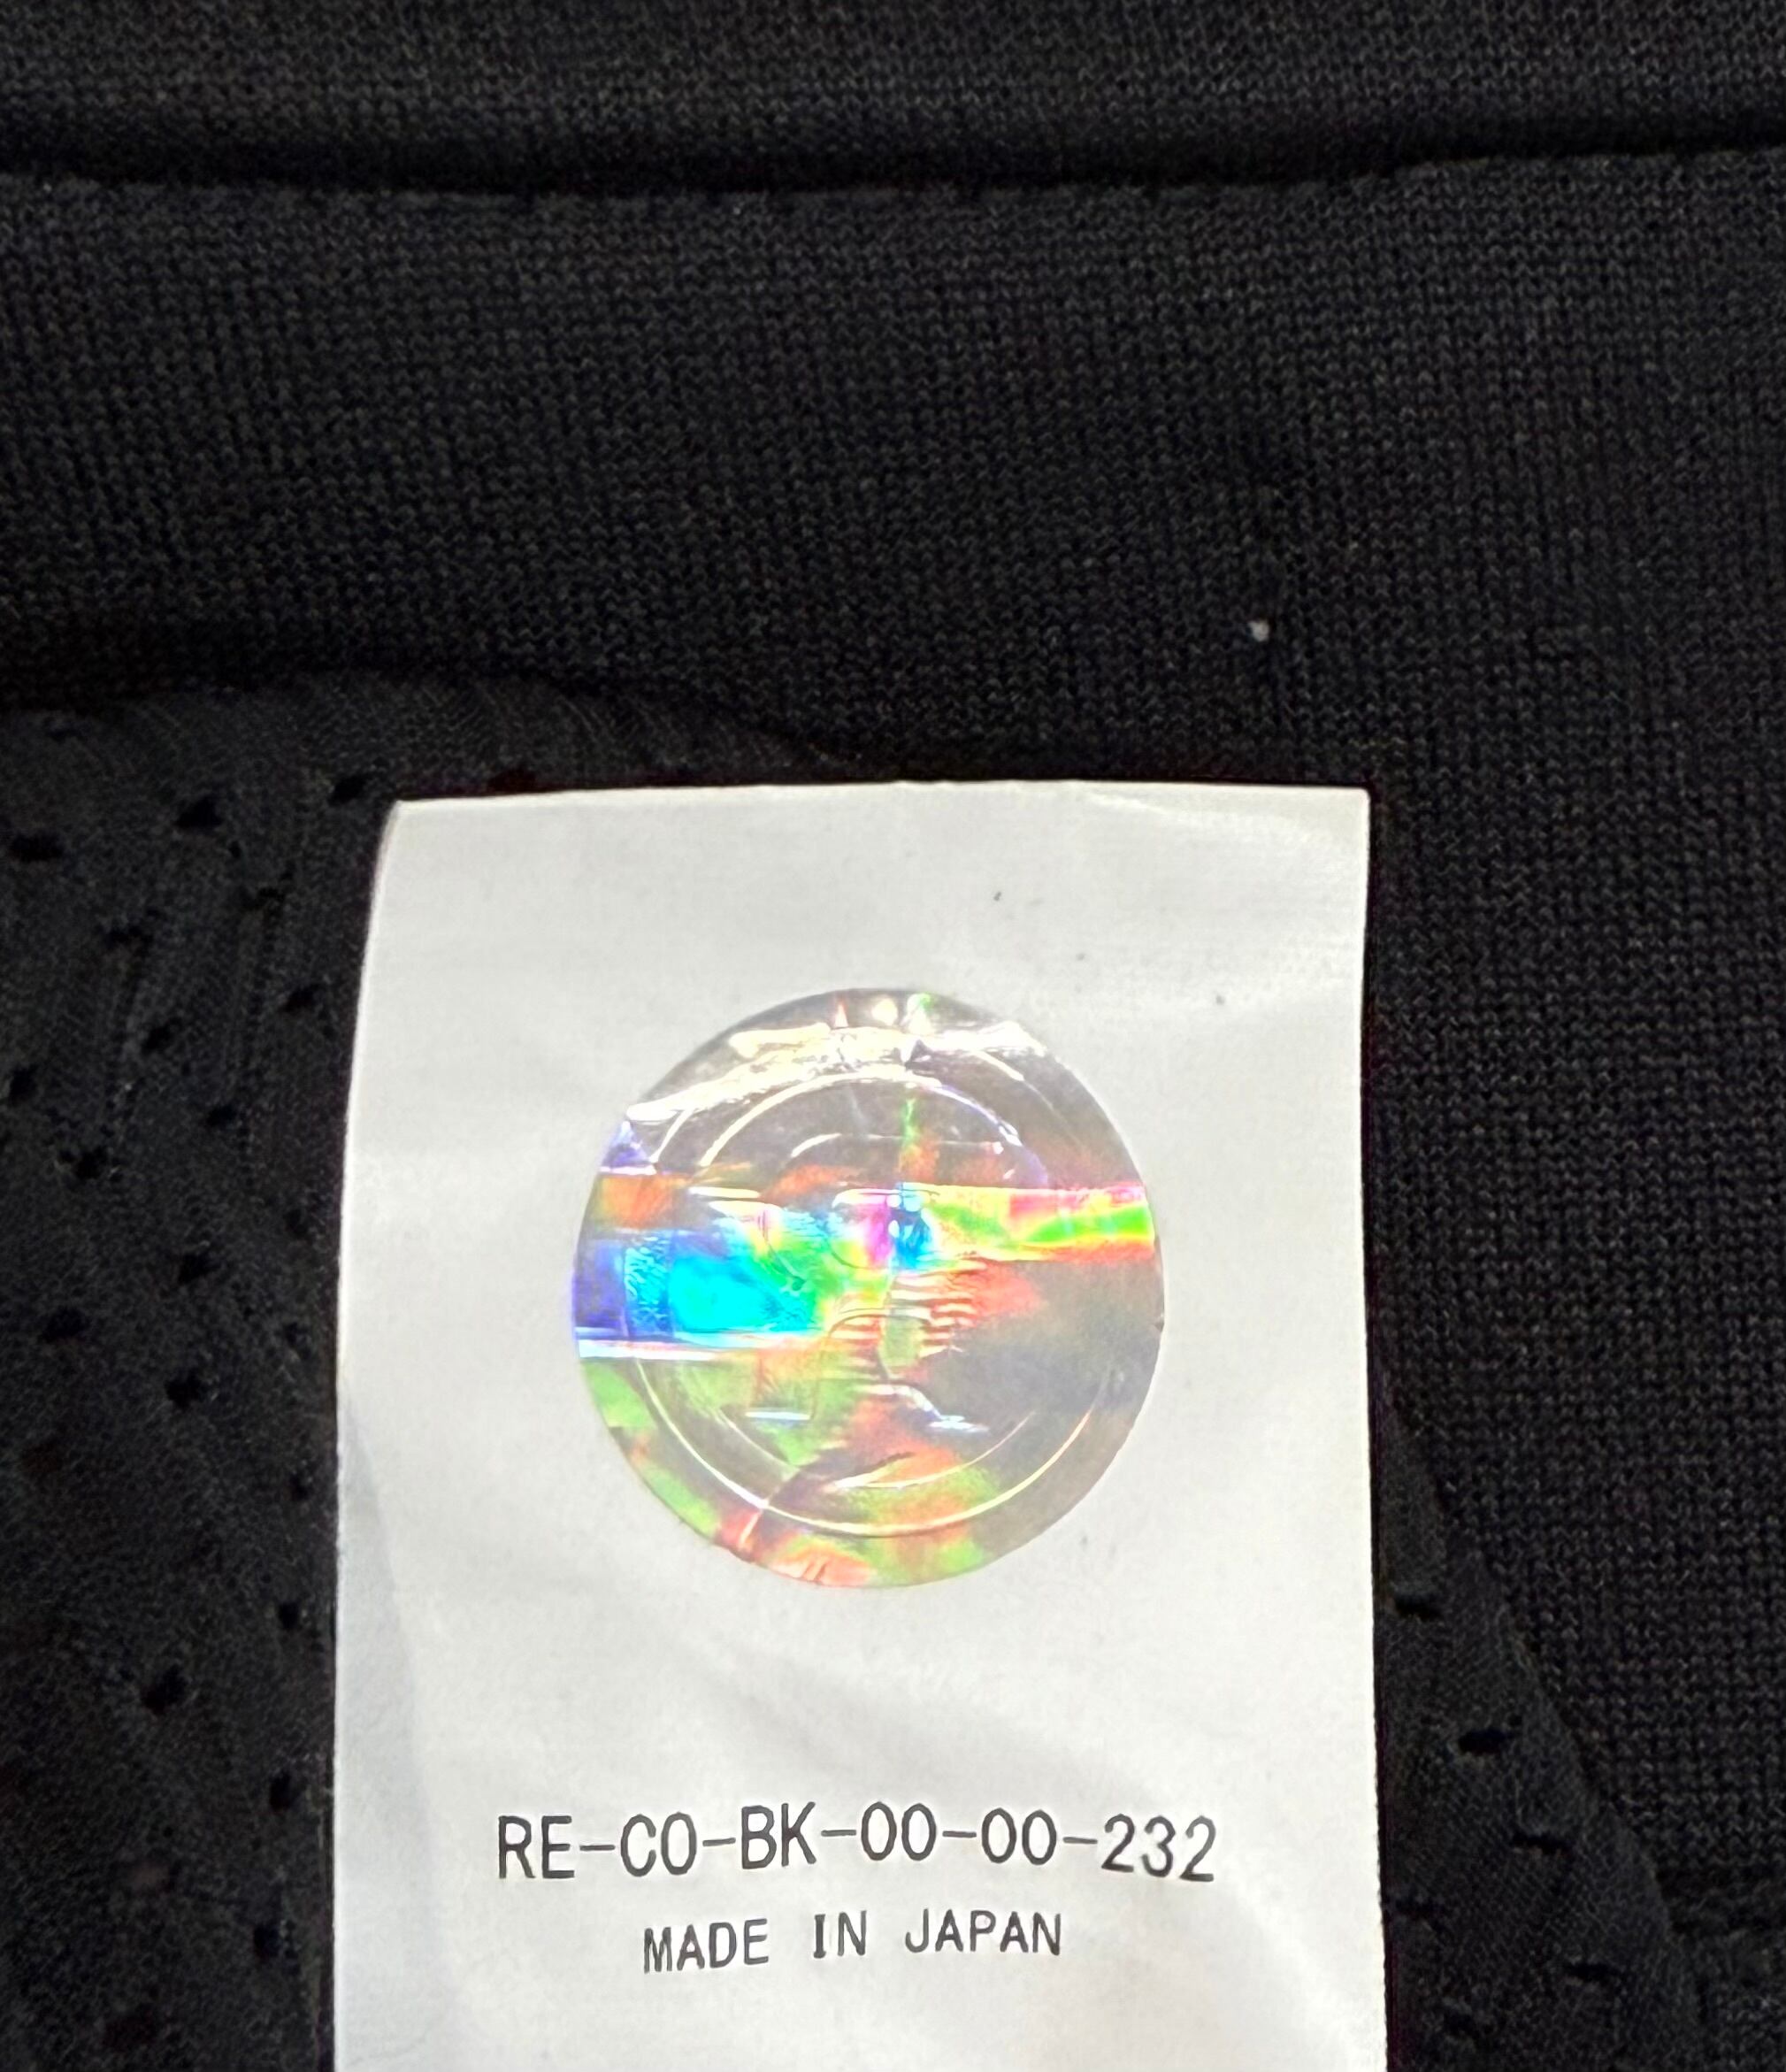 RE-CO-BK-00-00-232
MADE IN JAPAN